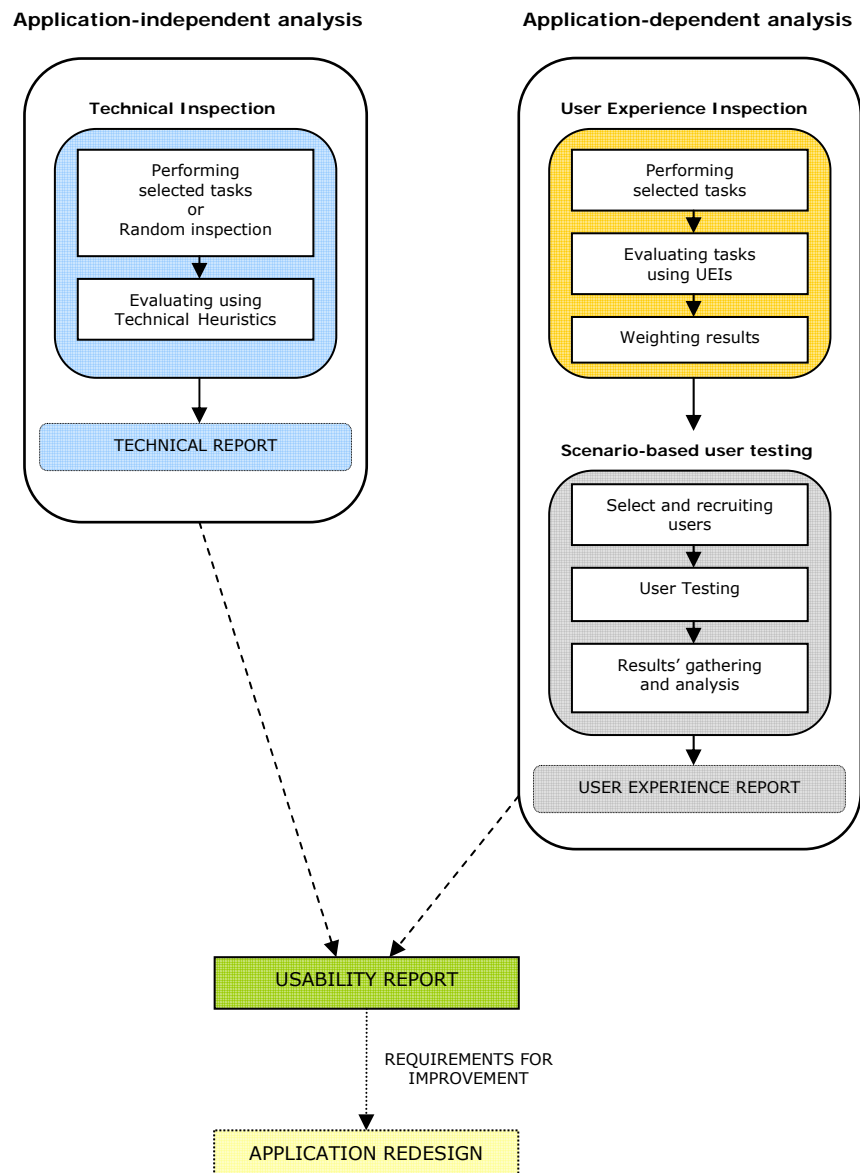 Application-independent analysis
Technical Inspection
Performing
selected tasks
or
Random inspection
Evaluating using
Technical Heuristics
TECHNICAL REPORT
Application-dependent analysis
User Experience Inspection
Performing
selected tasks
Evaluating tasks
using UEIs
Weighting results
Scenario-based user testing
Select and recruiting
users
User Testing
Results’ gathering
and analysis
USER EXPERIENCE REPORT
USABILITY REPORT
REQUIREMENTS FOR
IMPROVEMENT
APPLICATION REDESIGN